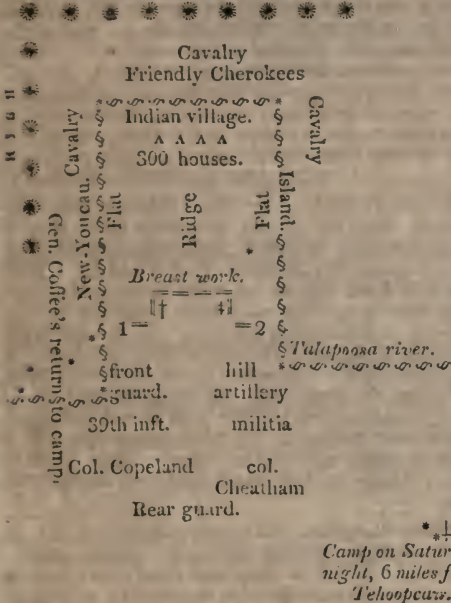 Cavalry
Friendly Cherokees
Indian village.
300 houses.
HIGH
Cavalry
New-Youcau.
Flat
Ridge
Flat
Island.
Cavalry
Gen. Coffee's return to camp.
Breast work.
1 2
Talapoosa river.
front hill
guard. artillery
39th inft. militia
Col. Copeland col.
Cheatham
Rear guard.
Camp on Satur
night, 6 miles f